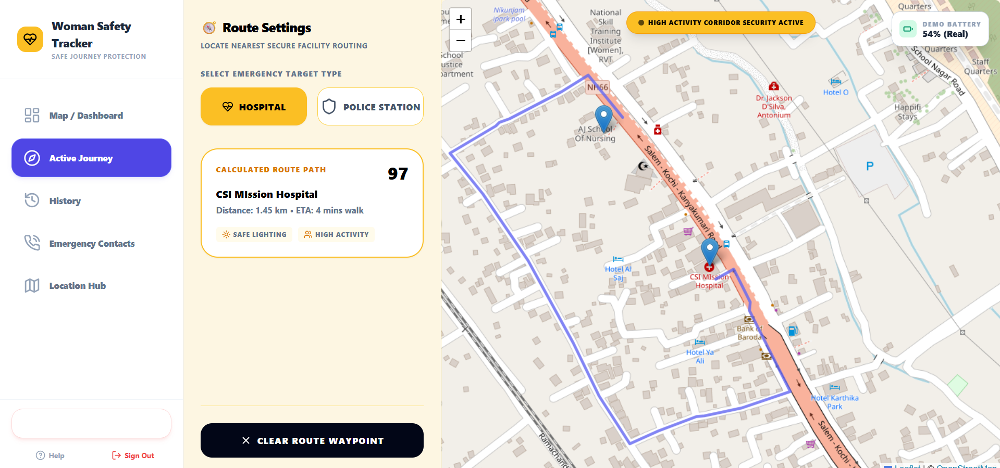 Woman Safety
Tracker
SAFE JOURNEY PROTECTION
Map / Dashboard
Active Journey
History
Emergency Contacts
Location Hub
Help
Sign Out
Route Settings
LOCATE NEAREST SECURE FACILITY ROUTING
SELECT EMERGENCY TARGET TYPE
HOSPITAL
POLICE STATION
CALCULATED ROUTE PATH
97
CSI MIssion Hospital
Distance: 1.45 km • ETA: 4 mins walk
SAFE LIGHTING
HIGH ACTIVITY
CLEAR ROUTE WAYPOINT
+
−
HIGH ACTIVITY CORRIDOR SECURITY ACTIVE
DEMO BATTERY
54% (Real)
Nikunjam
ipark pool
National
Skill
Training
Institute
[Women],
RVT
School
ustice
partment
NH66
AJ School
Of Nursing
Dr. Jackson
D'Silva,
Antonium
Hotel O
Happifi
Stays
Quarters
Quarters
Staff
Quarters
School Nagar Road
P
Salem - Kochi - Kanyakumari Road
CSI MIssion
Hospital
Hotel Al
Saj
Bank of
Baroda
Hotel Ya
Ali
Hotel Karthika
Park
Salem - Kochi -
Ramachand
Leaflet | © OpenStreetMap